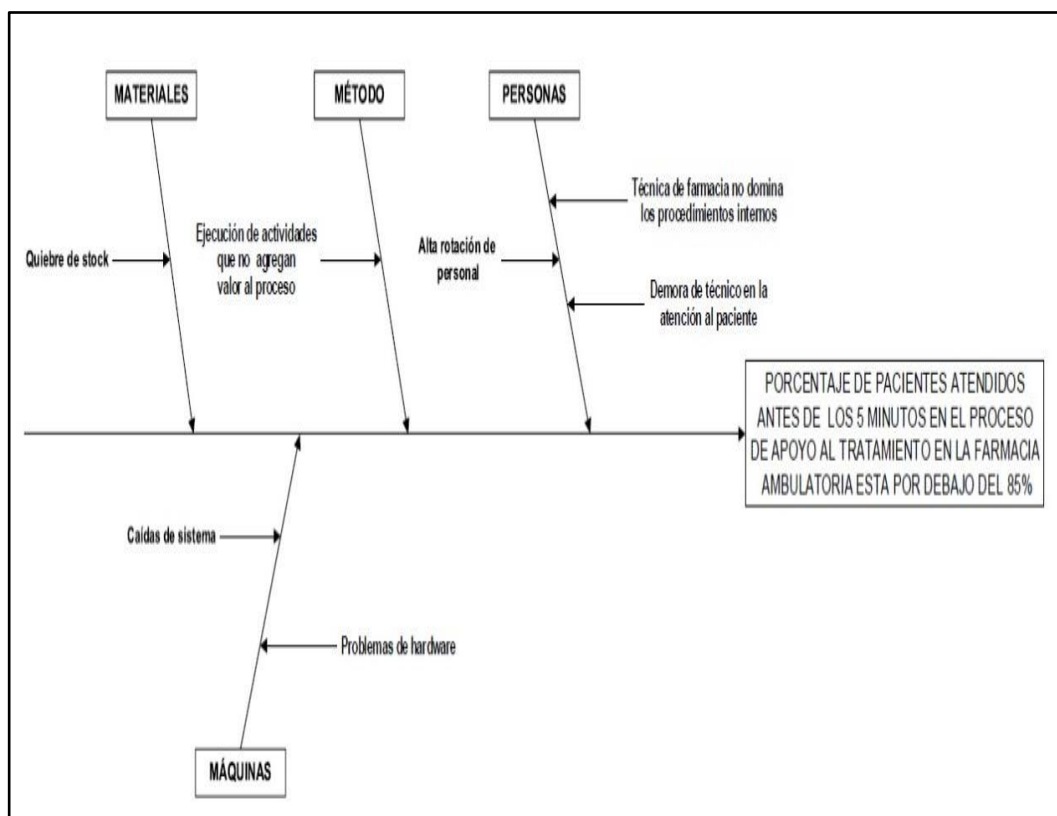 MATERIALES
MÉTODO
PERSONAS
Técnica de farmacia no domina
los procedimientos internos
Quiebre de stock
Ejecución de actividades
que no agregan
valor al proceso
Alta rotación de
personal
Demora de técnico en la
atención al paciente
PORCENTAJE DE PACIENTES ATENDIDOS
ANTES DE LOS 5 MINUTOS EN EL PROCESO
DE APOYO AL TRATAMIENTO EN LA FARMACIA
AMBULATORIA ESTA POR DEBAJO DEL 85%
Caídas de sistema
Problemas de hardware
MÁQUINAS